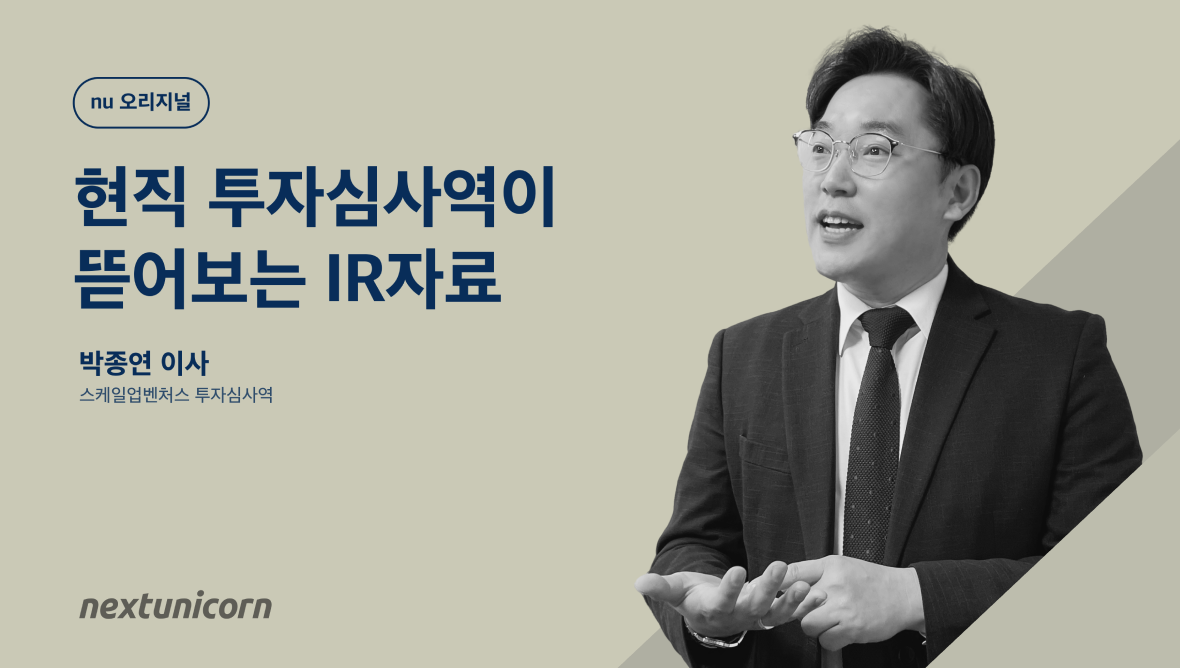 nu 오리지널
현직 투자심사역이
뜯어보는 IR자료
박종연 이사
스케일업벤처스 투자심사역
nextunicorn